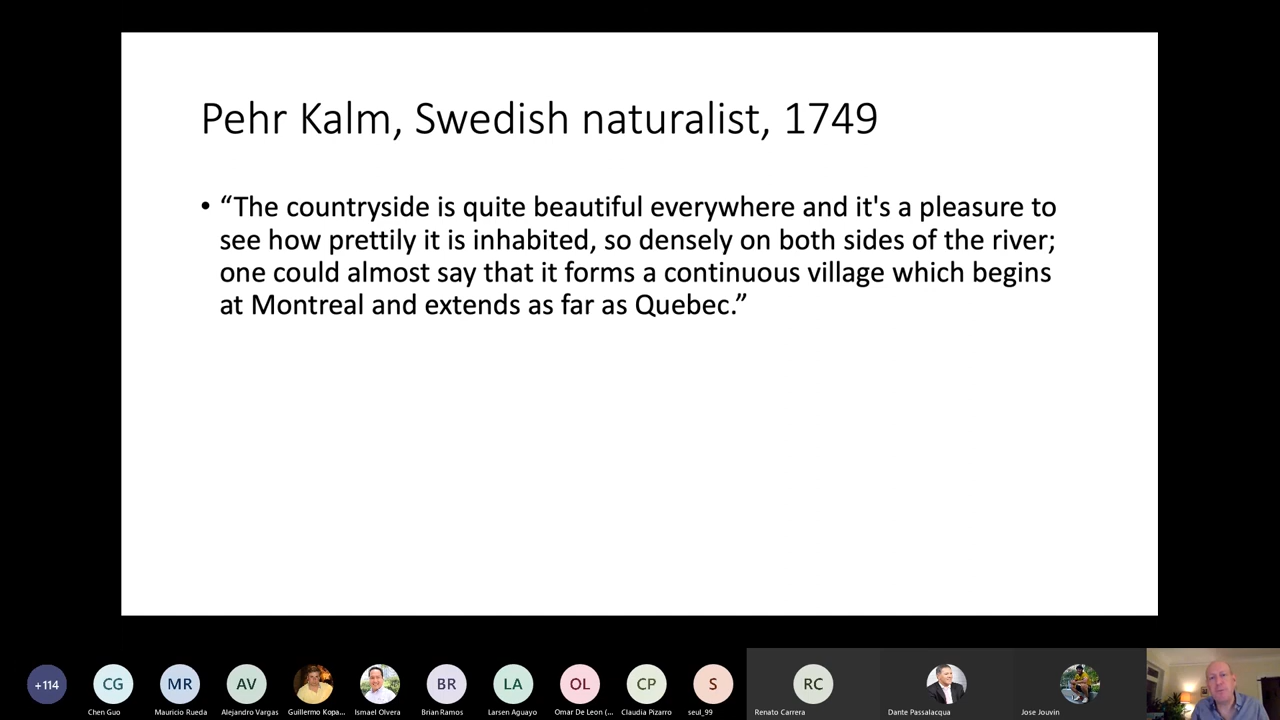 Pehr Kalm, Swedish naturalist, 1749
• “The countryside is quite beautiful everywhere and it's a pleasure to
see how prettily it is inhabited, so densely on both sides of the river;
one could almost say that it forms a continuous village which begins
at Montreal and extends as far as Quebec.”
+114
CG
MR
AV
BR
LA
OL
CP
S
RC
Chen Guo
Mauricio Rueda
Alejandro Vargas
Guillermo Kopa...
Ismael Olvera
Brian Ramos
Larsen Aguayo
Omar De Leon (...
Claudia Pizarro
seul_99
Renato Carrera
Dante Passalacqua
Jose Jouvin